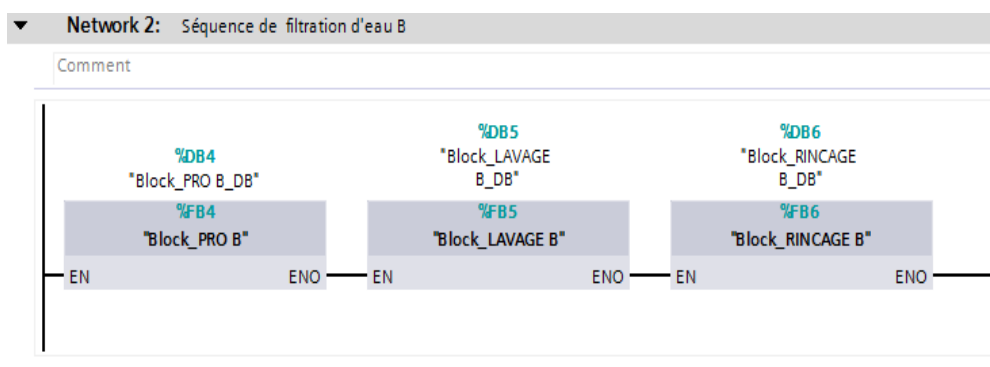 Network 2: Séquence de filtration d'eau B
Comment
%DB4
"Block_PRO B_DB"
%FB4
"Block_PRO B"
EN ENO
%DB5
"Block_LAVAGE
B_DB"
%FB5
"Block_LAVAGE B"
EN ENO
%DB6
"Block_RINCAGE
B_DB"
%FB6
"Block_RINCAGE B"
EN ENO